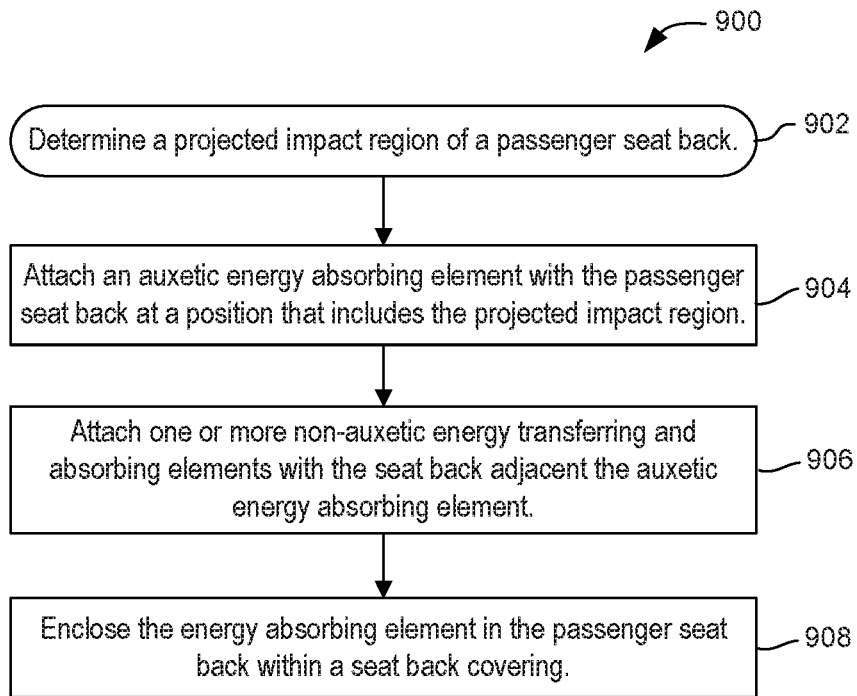 900
Determine a projected impact region of a passenger seat back.
902
Attach an auxetic energy absorbing element with the passenger
seat back at a position that includes the projected impact region.
904
Attach one or more non-auxetic energy transferring and
absorbing elements with the seat back adjacent the auxetic
energy absorbing element.
906
Enclose the energy absorbing element in the passenger seat
back within a seat back covering.
908